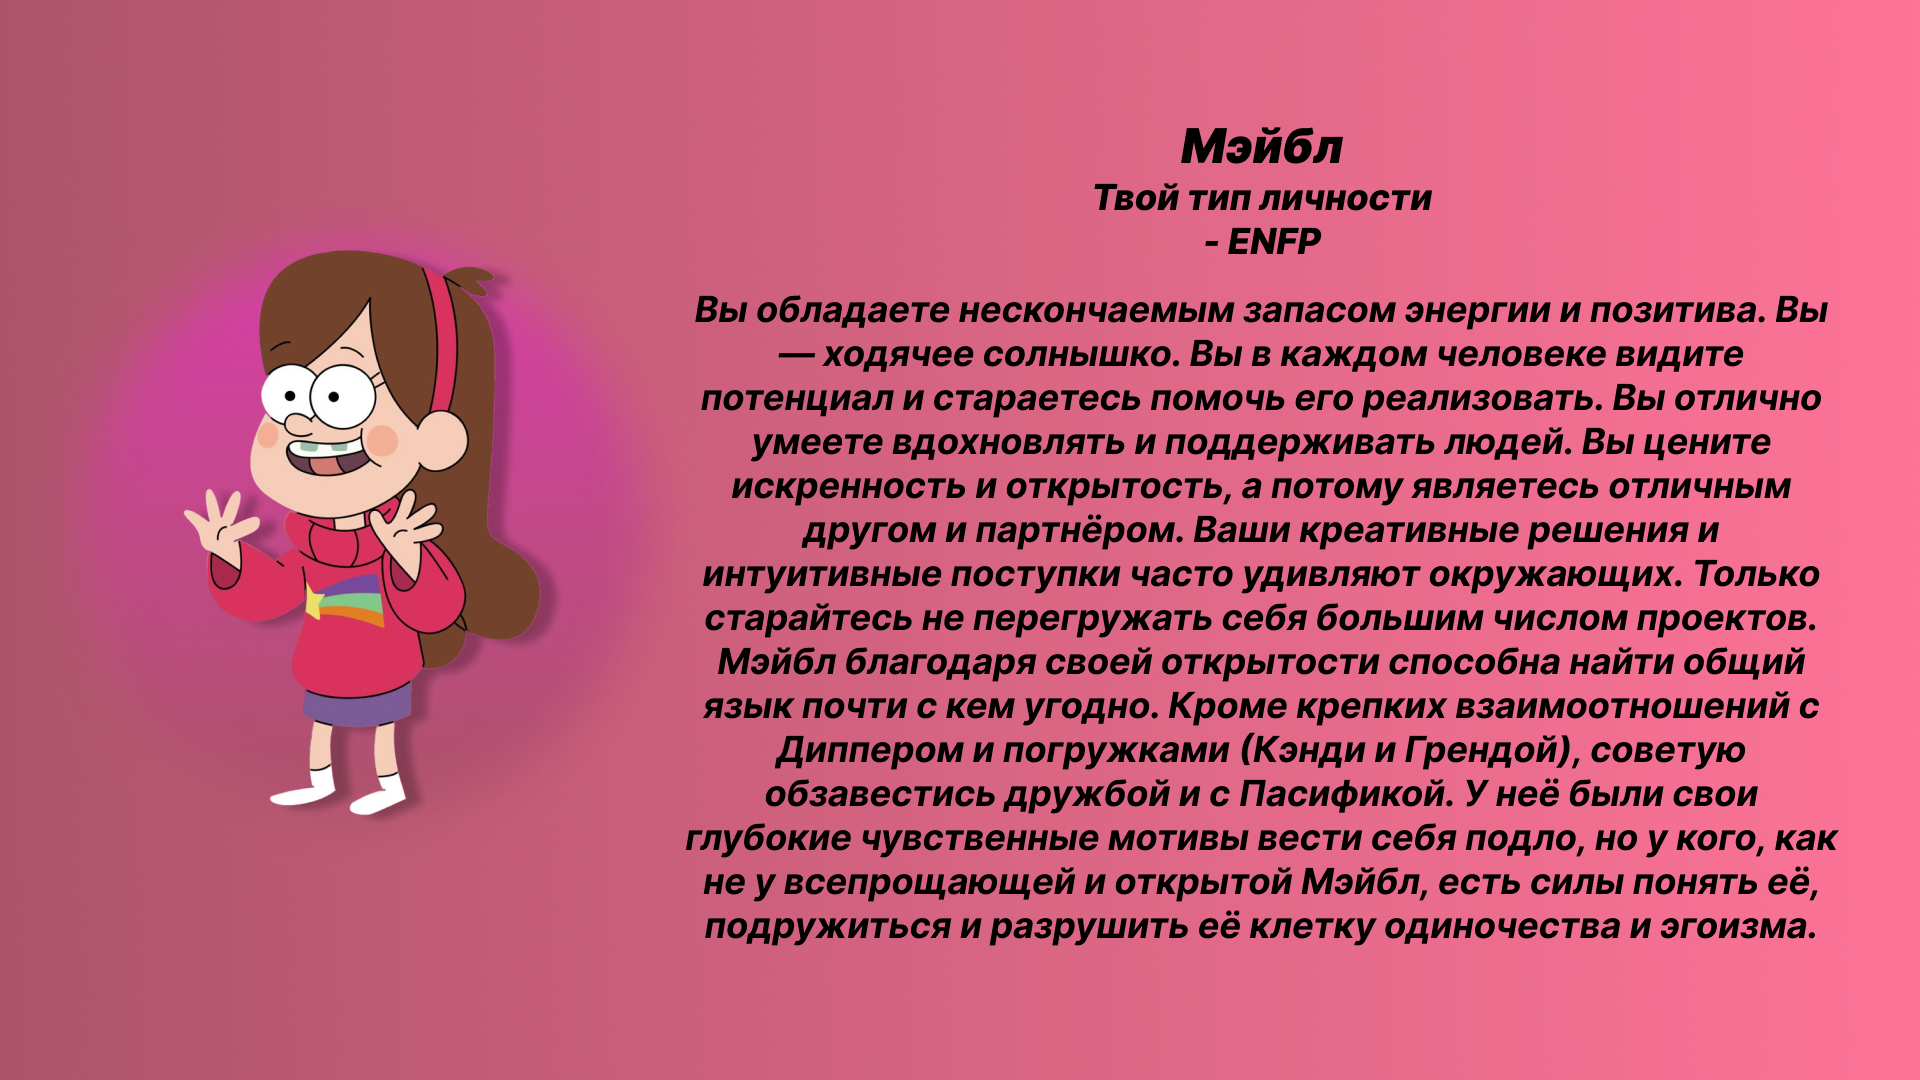 Мэйбл
Твой тип личности
- ENFP
Вы обладаете нескончаемым запасом энергии и позитива. Вы
— ходячее солнышко. Вы в каждом человеке видите
потенциал и стараетесь помочь его реализовать. Вы отлично
умеете вдохновлять и поддерживать людей. Вы цените
искренность и открытость, а потому являетесь отличным
другом и партнёром. Ваши креативные решения и
интуитивные поступки часто удивляют окружающих. Только
старайтесь не перегружать себя большим числом проектов.
Мэйбл благодаря своей открытости способна найти общий
язык почти с кем угодно. Кроме крепких взаимоотношений с
Диппером и погружками (Кэнди и Грендой), советую
обзавестись дружбой и с Пасификой. У неё были свои
глубокие чувственные мотивы вести себя подло, но у кого, как
не у всепрощающей и открытой Мэйбл, есть силы понять её,
подружиться и разрушить её клетку одиночества и эгоизма.